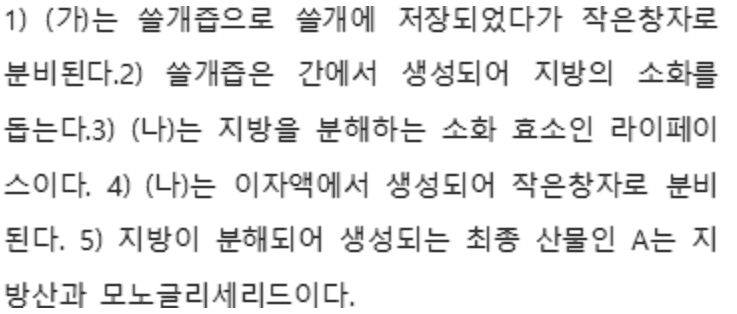 1) (가)는 쓸개즙으로 쓸개에 저장되었다가 작은창자로
분비된다.2) 쓸개즙은 간에서 생성되어 지방의 소화를
돕는다.3) (나)는 지방을 분해하는 소화 효소인 라이페이
스이다. 4) (나)는 이자액에서 생성되어 작은창자로 분비
된다. 5) 지방이 분해되어 생성되는 최종 산물인 A는 지
방산과 모노글리세리드이다.